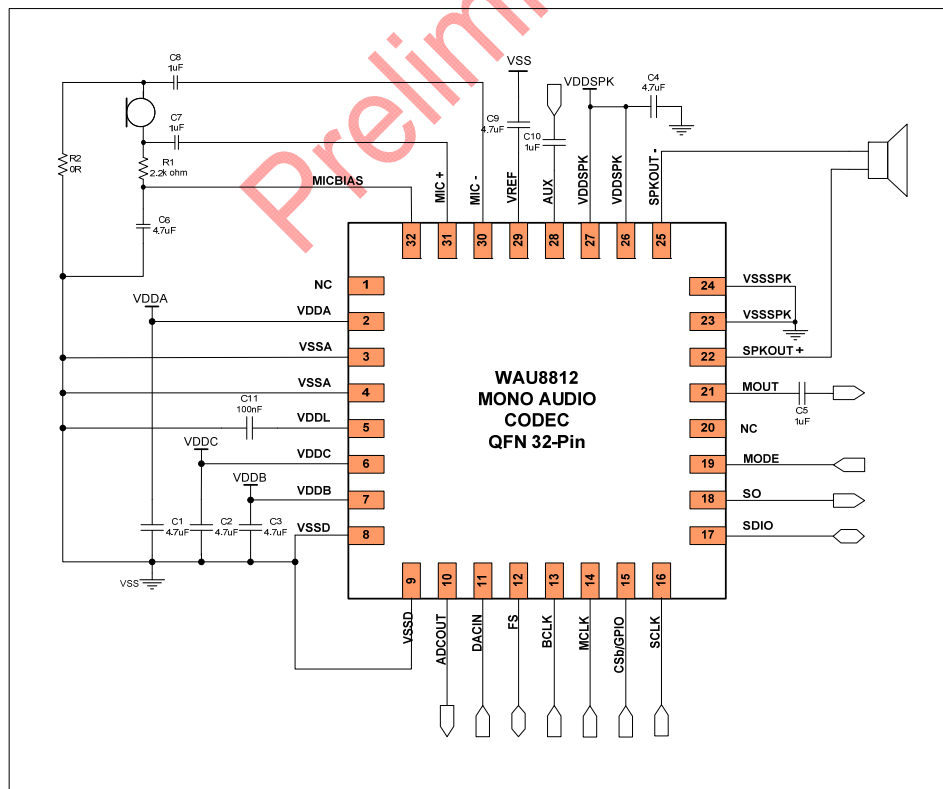 Prelimi
C8
1uF
C7
1uF
R2
0R
R1
2.2k ohm
MICBIAS
C6
4.7uF
MIC +
MIC -
VSS
C9
4.7uF
VREF
C10
1uF
AUX
VDDSPK
C4
4.7uF
VDDSPK
VDDSPK
SPKOUT -
32
31
30
29
28
27
26
25
NC
1
VDDA
VDDA
2
VSSA
3
VSSA
4
C11
100nF
VDDL
5
VDDC
VDDC
6
VDDB
VDDB
7
C1
4.7uF
C2
4.7uF
C3
4.7uF
VSSD
8
VSS
WAU8812
MONO AUDIO
CODEC
QFN 32-Pin
24
VSSSPK
23
VSSSPK
22
SPKOUT +
21
MOUT
C5
1uF
20
NC
19
MODE
18
SO
17
SDIO
9
10
11
12
13
14
15
16
VSSD
ADCOUT
DACIN
FS
BCLK
MCLK
CSb/GPIO
SCLK